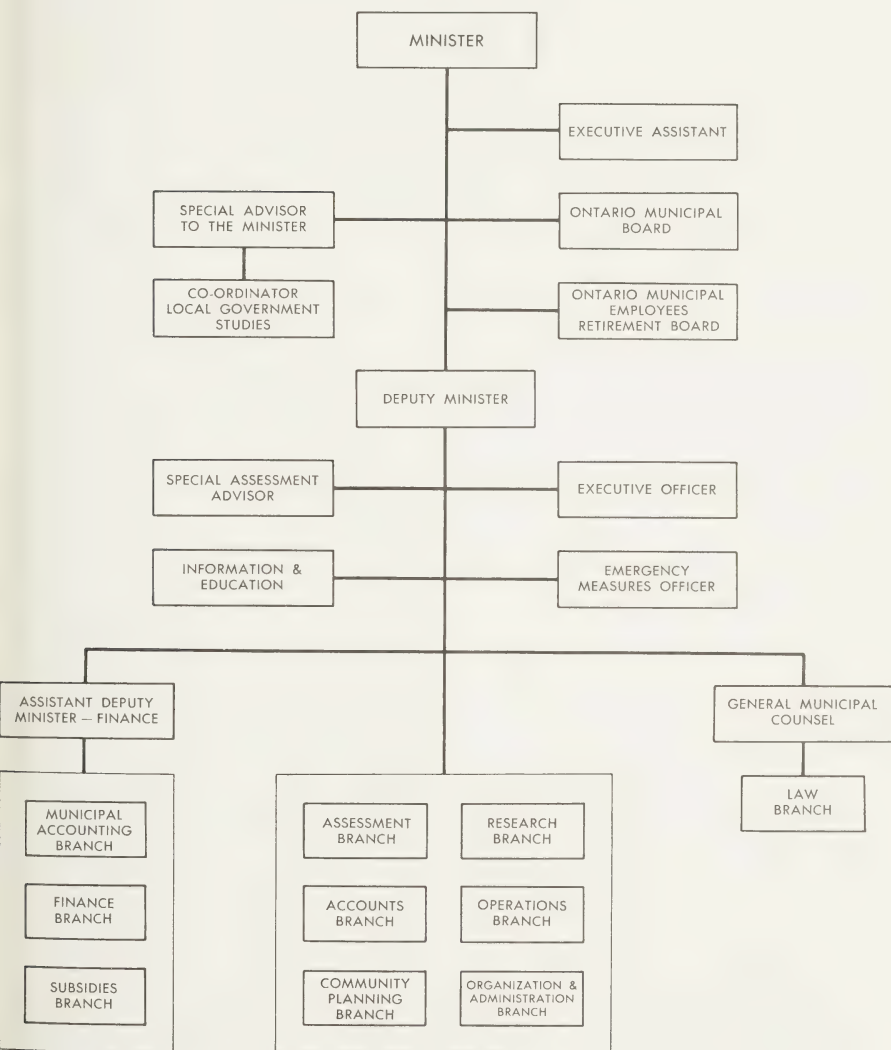 MINISTER
EXECUTIVE ASSISTANT
SPECIAL ADVISOR
TO THE MINISTER
ONTARIO MUNICIPAL
BOARD
CO-ORDINATOR
LOCAL GOVERNMENT
STUDIES
ONTARIO MUNICIPAL
EMPLOYEES
RETIREMENT BOARD
DEPUTY MINISTER
SPECIAL ASSESSMENT
ADVISOR
EXECUTIVE OFFICER
INFORMATION &
EDUCATION
EMERGENCY
MEASURES OFFICER
ASSISTANT DEPUTY
MINISTER – FINANCE
GENERAL MUNICIPAL
COUNSEL
MUNICIPAL
ACCOUNTING
BRANCH
FINANCE
BRANCH
SUBSIDIES
BRANCH
ASSESSMENT
BRANCH
RESEARCH
BRANCH
ACCOUNTS
BRANCH
OPERATIONS
BRANCH
COMMUNITY
PLANNING
BRANCH
ORGANIZATION &
ADMINISTRATION
BRANCH
LAW
BRANCH